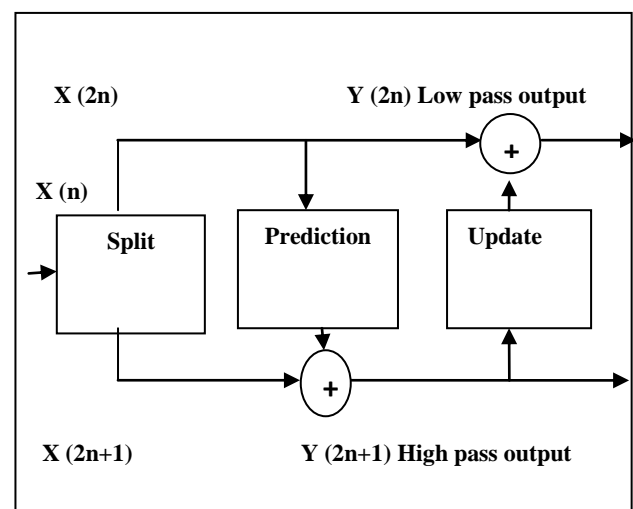 X (2n) Y (2n) Low pass output
+
X (n)
Split Prediction Update
+
X (2n+1) Y (2n+1) High pass output